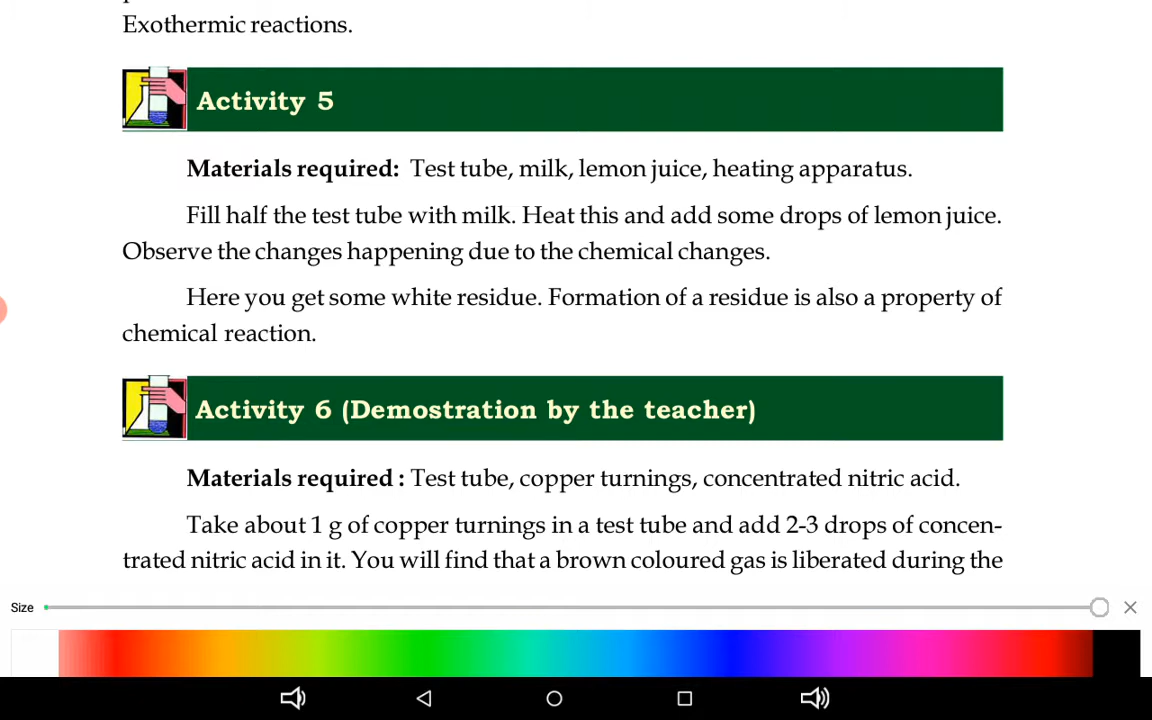 Exothermic reactions.
Activity 5
Materials required: Test tube, milk, lemon juice, heating apparatus.
Fill half the test tube with milk. Heat this and add some drops of lemon juice.
Observe the changes happening due to the chemical changes.
Here you get some white residue. Formation of a residue is also a property of
chemical reaction.
Activity 6 (Demostration by the teacher)
Materials required : Test tube, copper turnings, concentrated nitric acid.
Take about 1 g of copper turnings in a test tube and add 2-3 drops of concen-
trated nitric acid in it. You will find that a brown coloured gas is liberated during the
Size